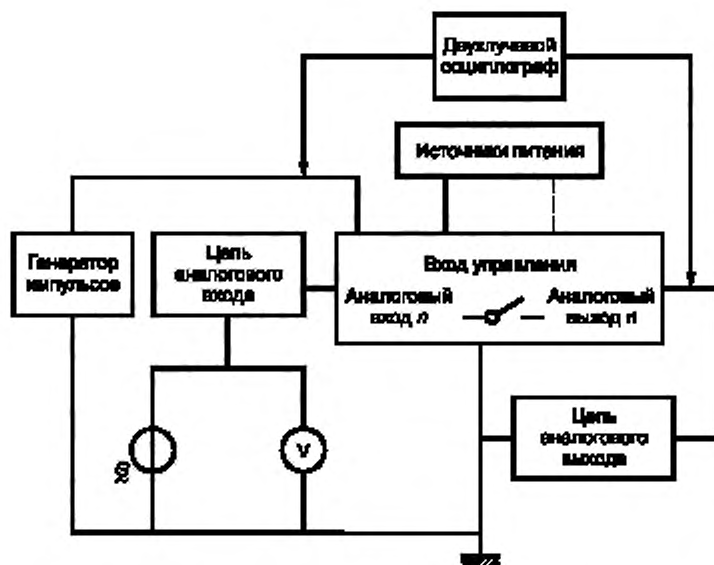 Двухлучевой
осциллограф
Источники питания
Генератор
импульсов
Цепь
аналогового
входа
Вход управления
Аналоговый
вход n
Аналоговый
выход n
V
Цепь
аналогового
выхода